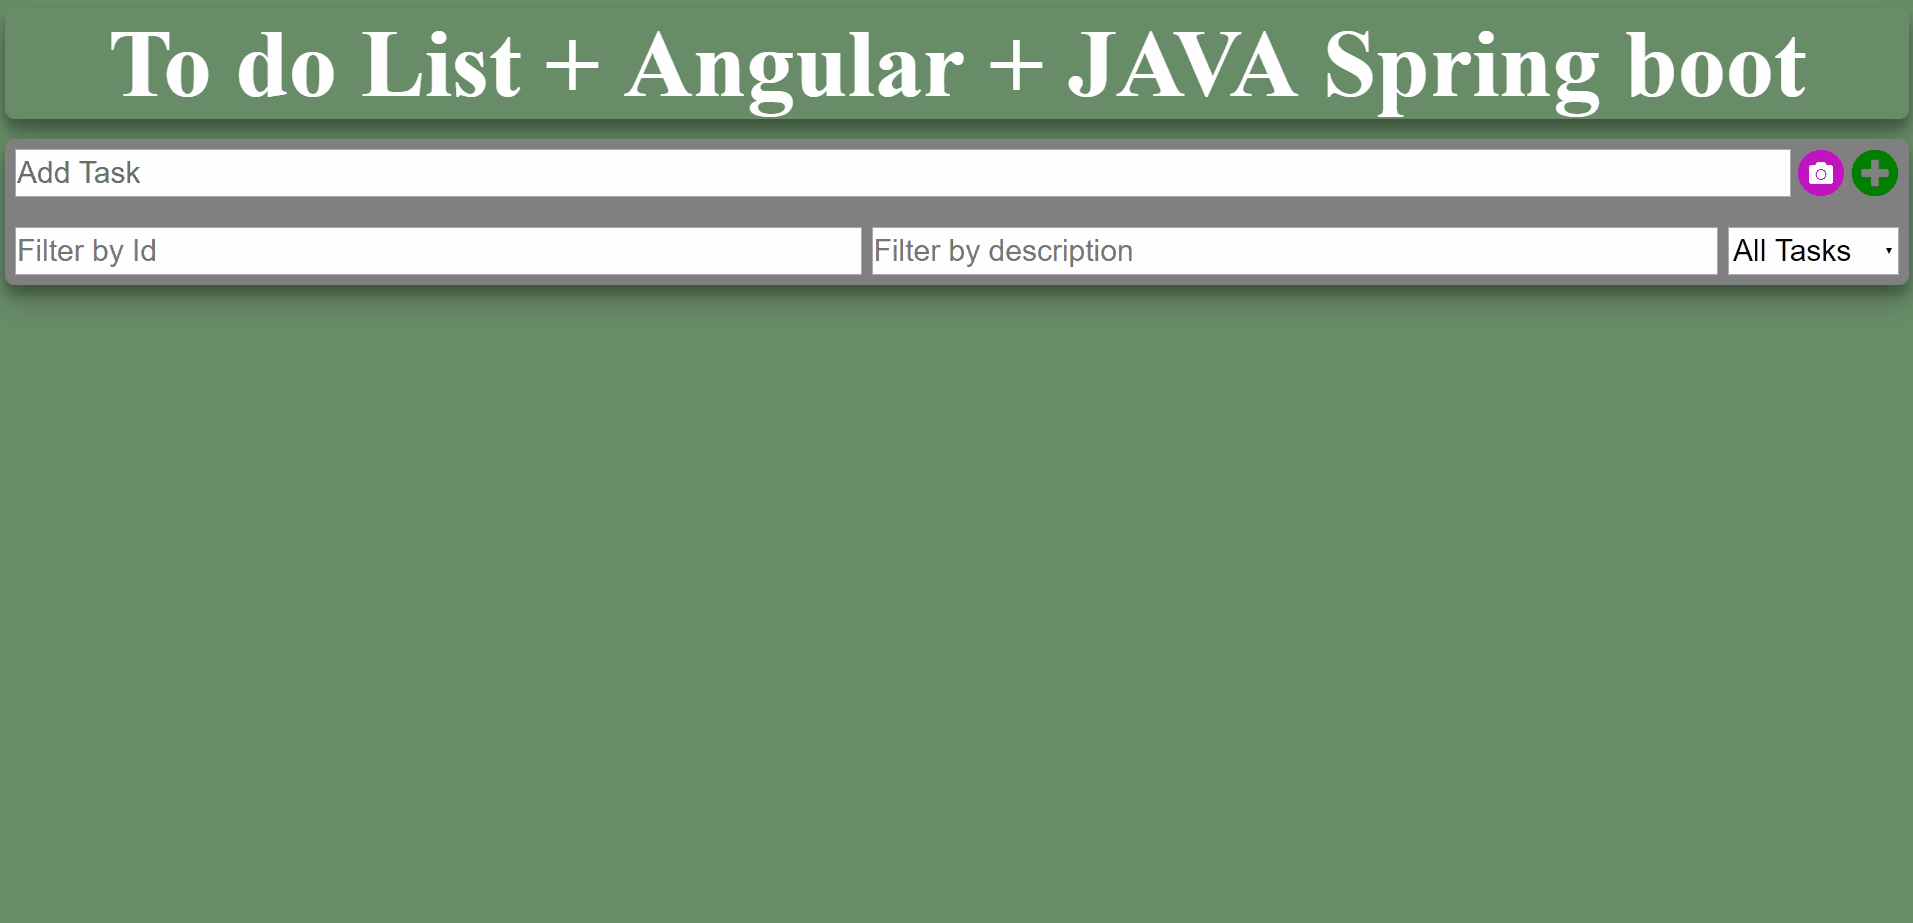 To do List + Angular + JAVA Spring boot
Add Task
Filter by Id
Filter by description
All Tasks